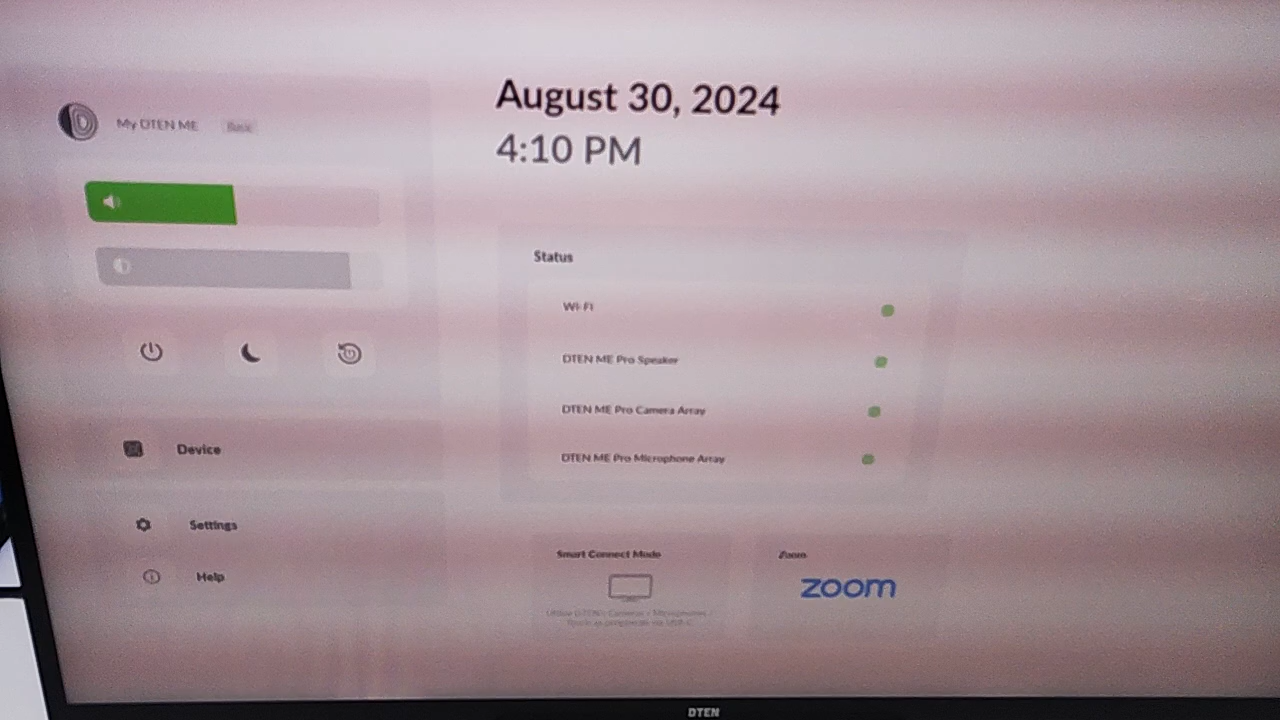 My DTEN ME Basic
August 30, 2024
4:10 PM
Status
Wi-Fi
DTEN ME Pro Speaker
DTEN ME Pro Camera Array
DTEN ME Pro Microphone Array
Device
Settings
Help
Smart Connect Mode
Zoom
zoom
DTEN